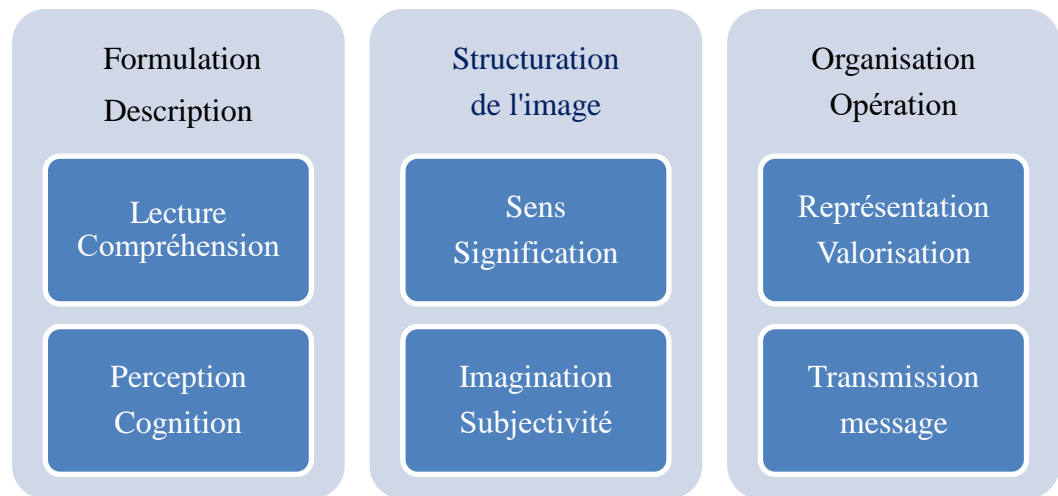 Formulation
Description
Lecture
Compréhension
Perception
Cognition
Structuration
de l'image
Sens
Signification
Imagination
Subjectivité
Organisation
Opération
Représentation
Valorisation
Transmission
message